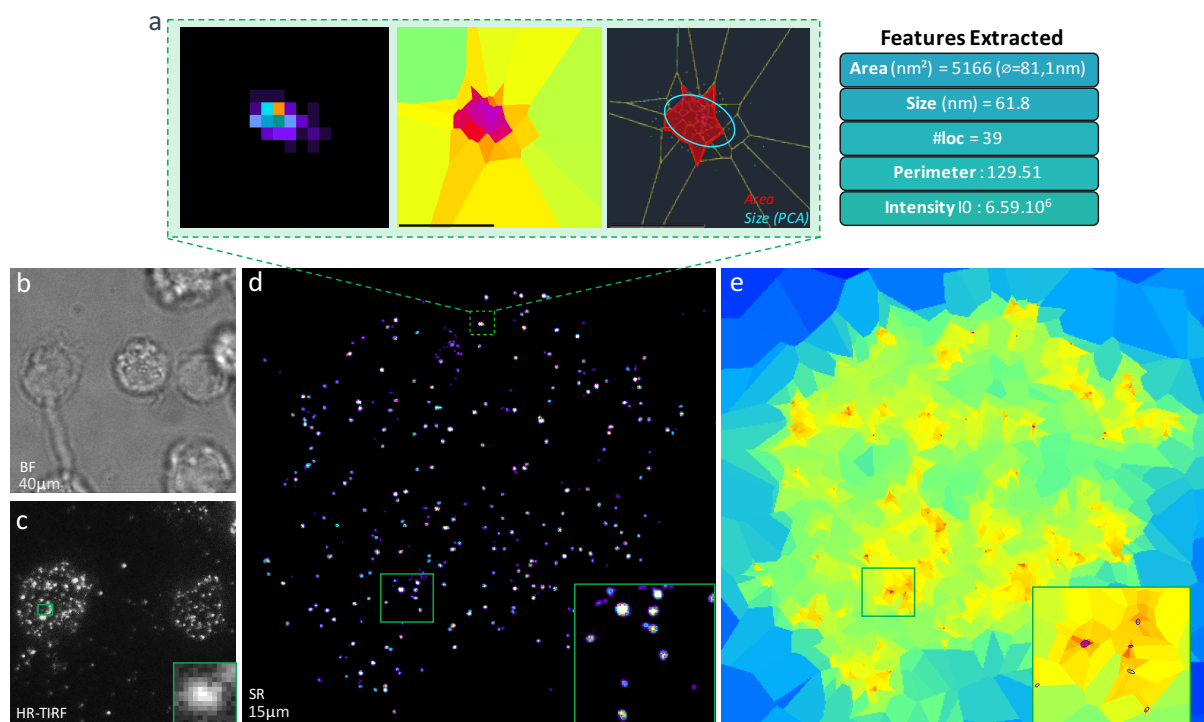 a
Features Extracted
Area (nm²) = 5166 (⌀=81,1nm)
Size (nm) = 61.8
#loc = 39
Perimeter : 129.51
Intensity I0 : 6.59.10⁶
Area
Size (PCA)
b
d
e
BF
40µm
c
HR-TIRF
SR
15µm